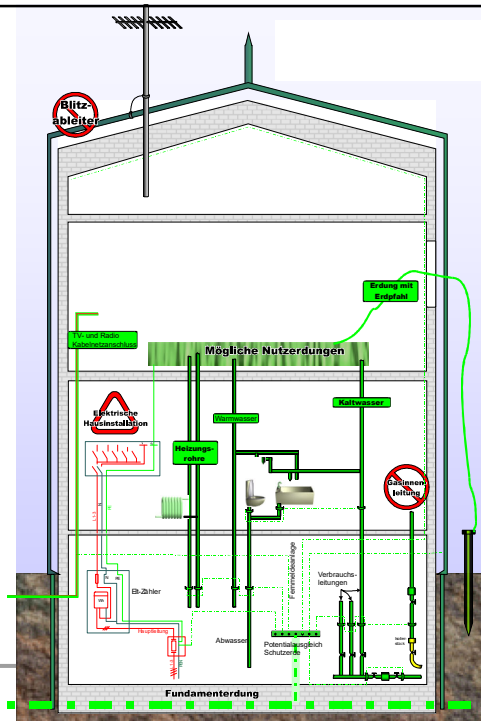 Blitz-
ableiter
Erdung mit
Erdpfahl
TV- und Radio
Kabelnetzanschluss
Mögliche Nutzerdungen
Elektrische
Hausinstallation
Warmwasser
Kaltwasser
Heizungs-
rohre
Gasinnen-
leitung
Fernmeldeanlage
Verbrauchs-
leitungen
Elt-Zähler
Hauptleitung
Abwasser
Potentialausgleich
Schutzerde
Fundamenterdung